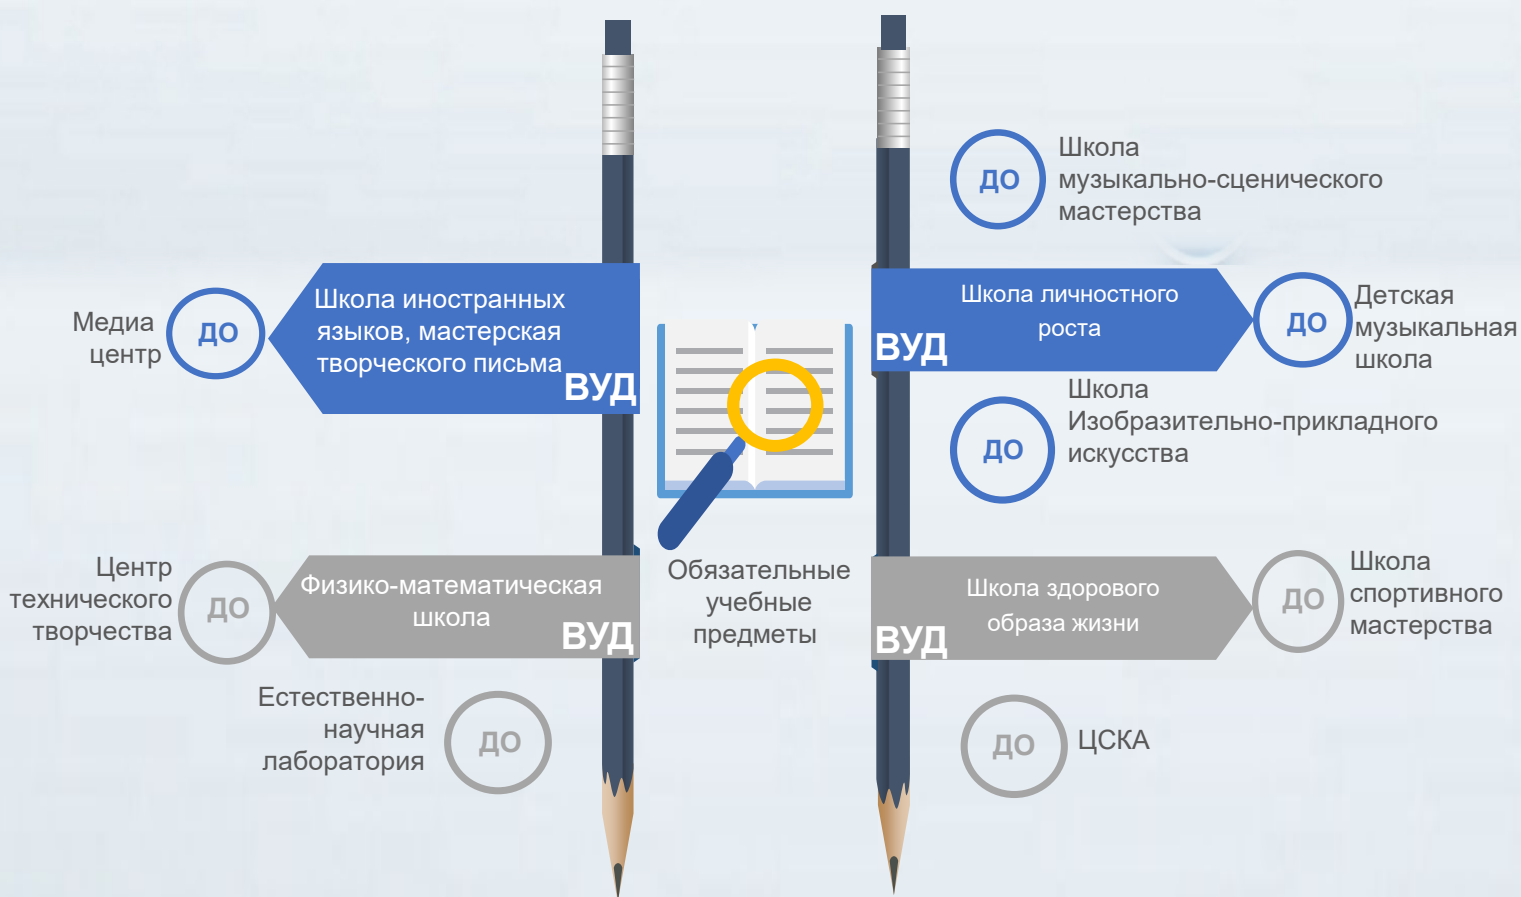 Медиа
центр
ДО
Школа иностранных
языков, мастерская
творческого письма
ВУД
Центр
технического
творчества
ДО
Физико-математическая
школа
ВУД
Естественно-
научная
лаборатория
ДО
Обязательные
учебные
предметы
ДО
Школа
музыкально-сценического
мастерства
Школа личностного
роста
ВУД
ДО
Детская
музыкальная
школа
ДО
Школа
Изобразительно-прикладного
искусства
Школа здорового
образа жизни
ВУД
ДО
Школа
спортивного
мастерства
ДО
ЦСКА